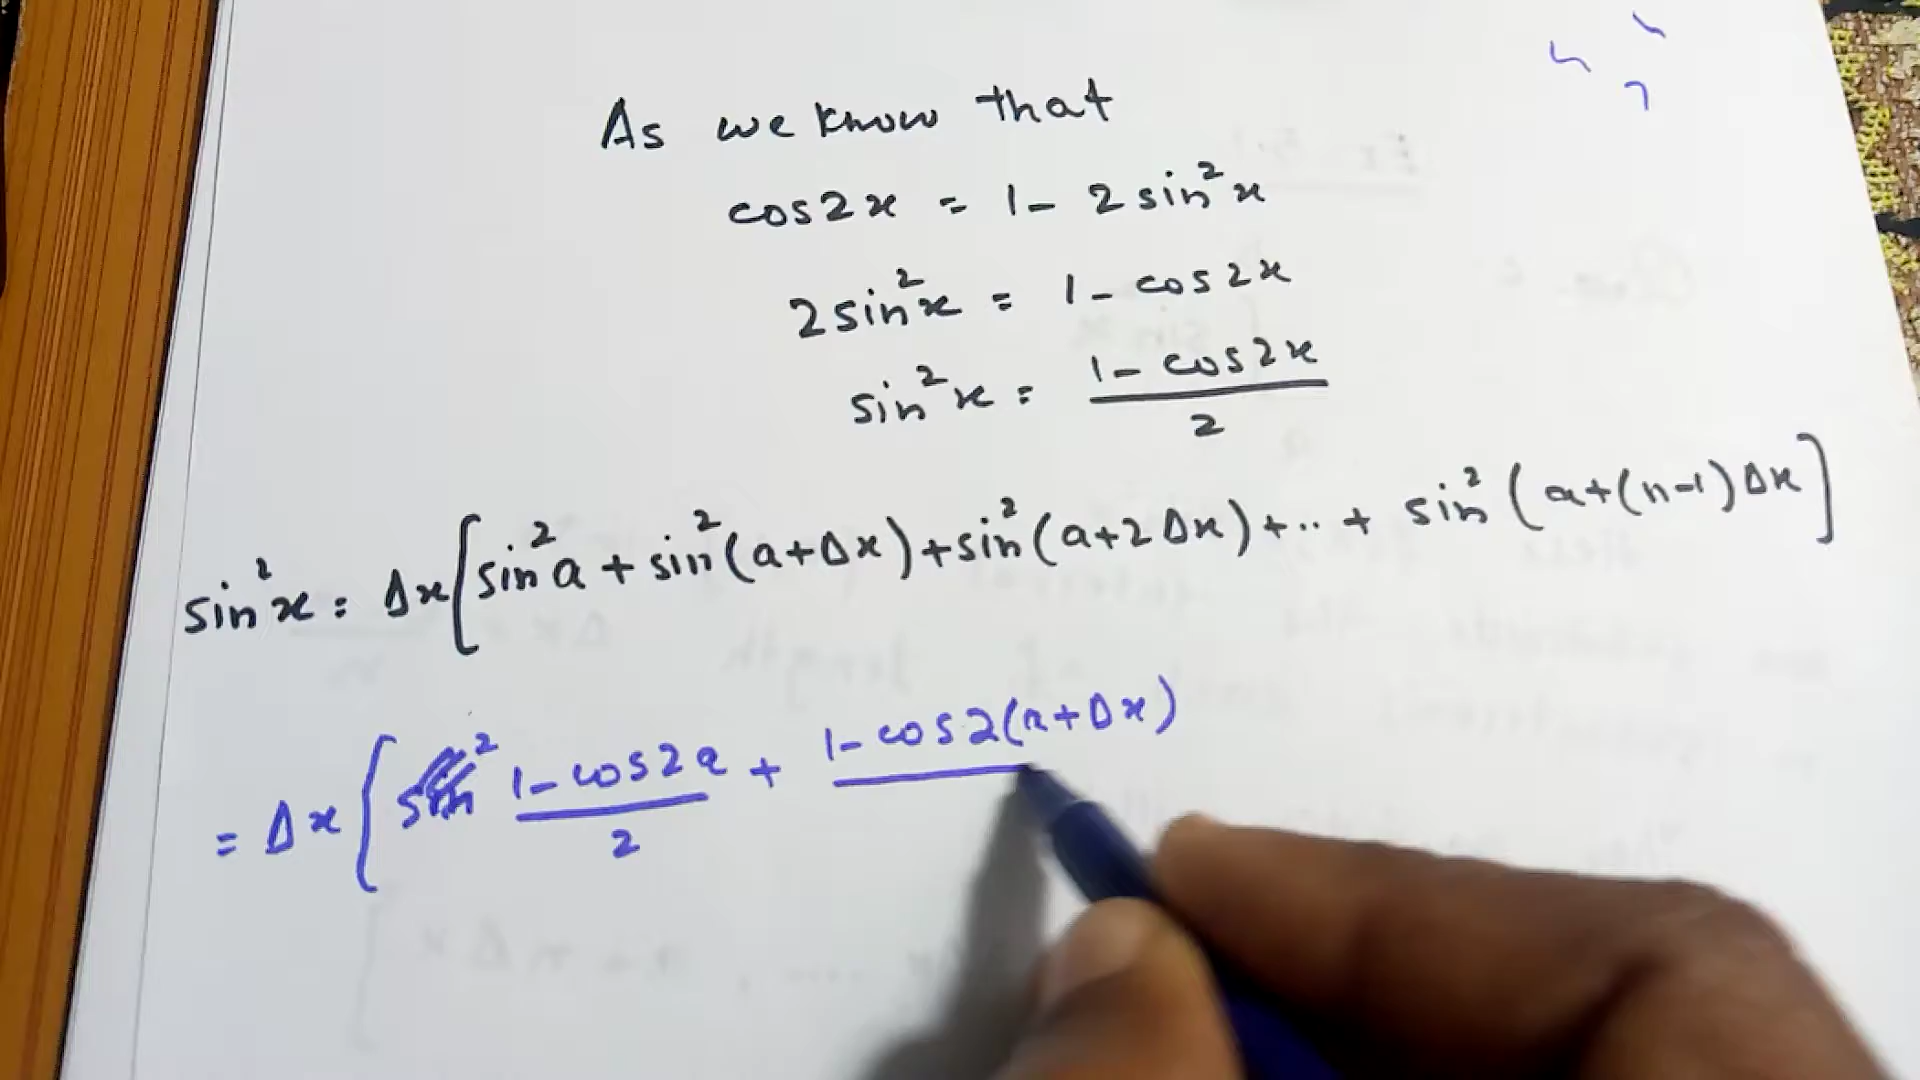 As we know that
cos2x = 1 - 2sin²x
2sin²x = 1 - cos2x
sin²x = (1 - cos2x)/2
sin²x = Δx[sin²a + sin²(a+Δx) + sin²(a+2Δx) + .. + sin²(a+(n-1)Δx]
= Δx[ (1 - cos2a)/2 + 1 - cos2(a+Δx)